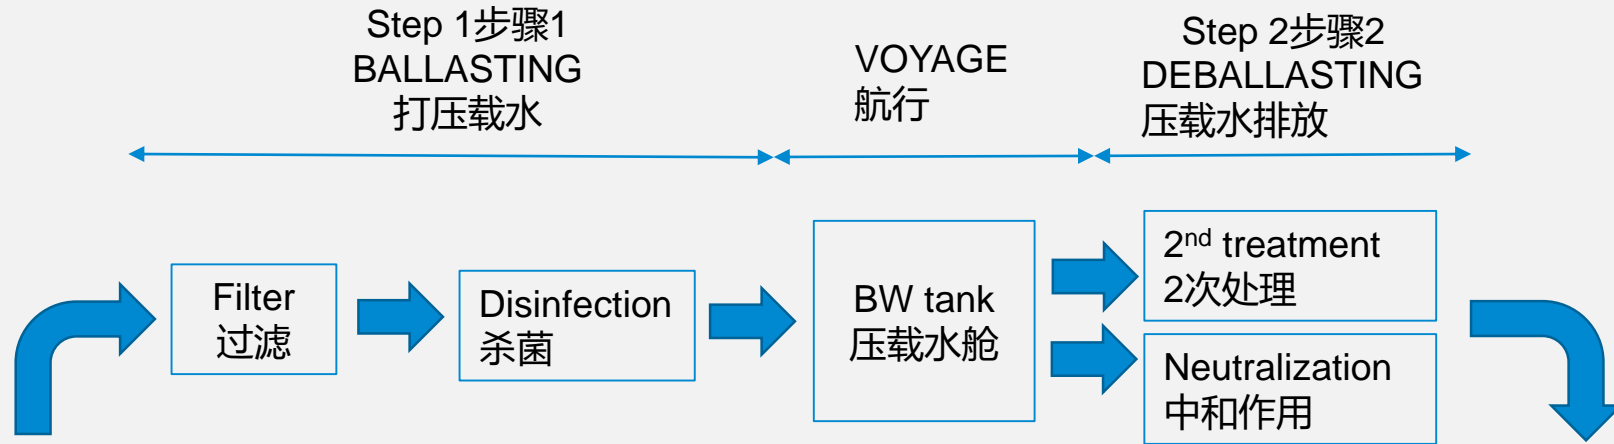 Step 1步骤1
BALLASTING
打压载水
VOYAGE
航行
Step 2步骤2
DEBALLASTING
压载水排放
Filter
过滤
Disinfection
杀菌
BW tank
压载水舱
2nd treatment
2次处理
Neutralization
中和作用